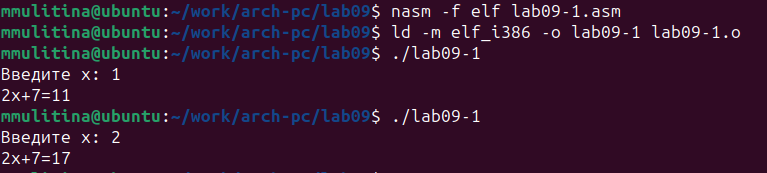 mmulitina@ubuntu:~/work/arch-pc/lab09$ nasm -f elf lab09-1.asm
mmulitina@ubuntu:~/work/arch-pc/lab09$ ld -m elf_i386 -o lab09-1 lab09-1.o
mmulitina@ubuntu:~/work/arch-pc/lab09$ ./lab09-1
Введите x: 1
2x+7=11
mmulitina@ubuntu:~/work/arch-pc/lab09$ ./lab09-1
Введите x: 2
2x+7=17